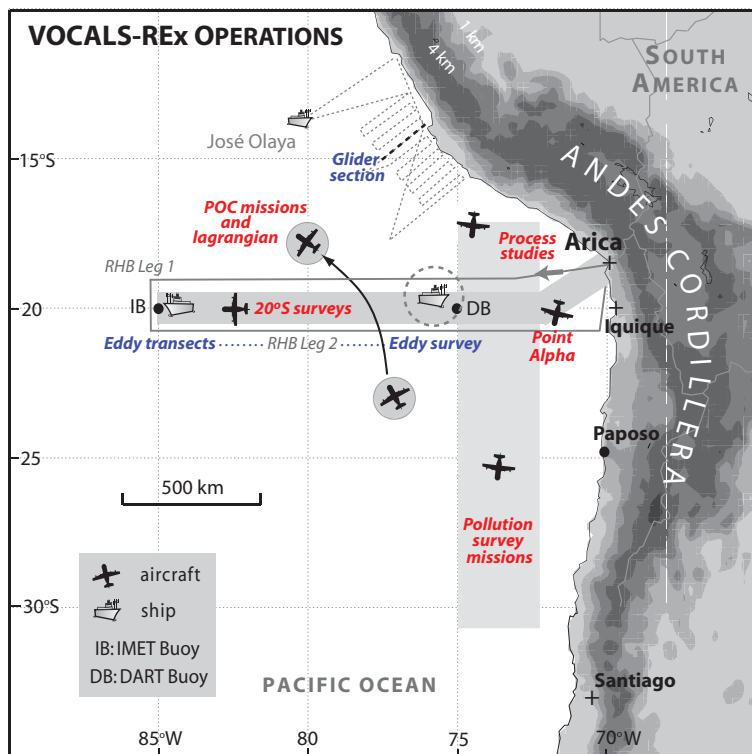 VOCALS-REx OPERATIONS
1 km
4 km
SOUTH
AMERICA
José Olaya
15°S
Glider
section
ANDES CORDILLERA
POC missions
and
lagrangian
Process
studies
Arica
RHB Leg 1
20
IB
20°S surveys
DB
Iquique
Eddy transects
RHB Leg 2
Eddy survey
Point
Alpha
Paposo
25
500 km
Pollution
survey
missions
aircraft
ship
IB: IMET Buoy
DB: DART Buoy
30°S
PACIFIC OCEAN
Santiago
85°W
80
75
70°W